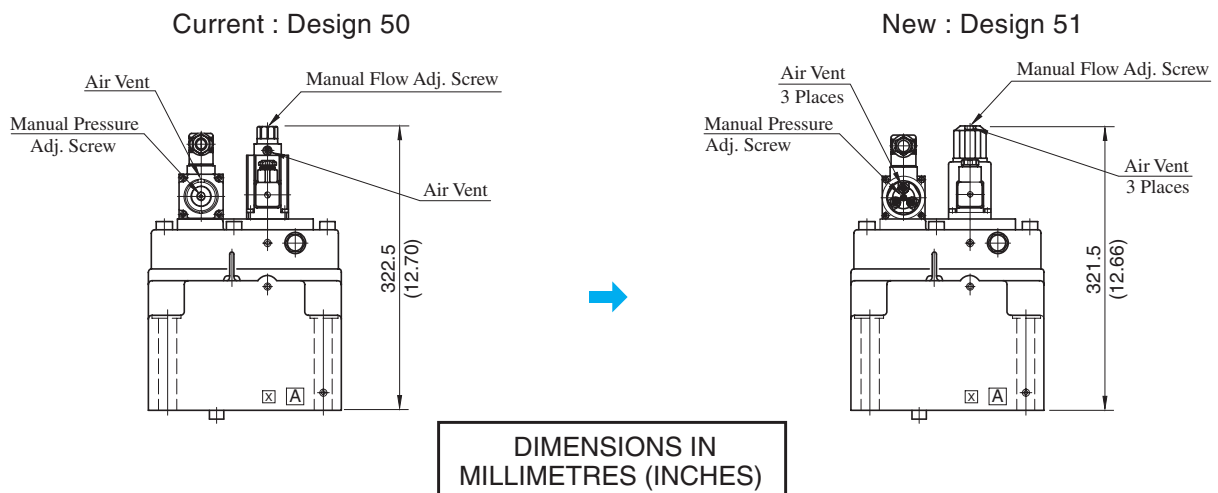 Current : Design 50
Air Vent
Manual Flow Adj. Screw
Manual Pressure
Adj. Screw
Air Vent
322.5
(12.70)
X A
New : Design 51
Air Vent
3 Places
Manual Flow Adj. Screw
Manual Pressure
Adj. Screw
Air Vent
3 Places
321.5
(12.66)
X A
DIMENSIONS IN
MILLIMETRES (INCHES)